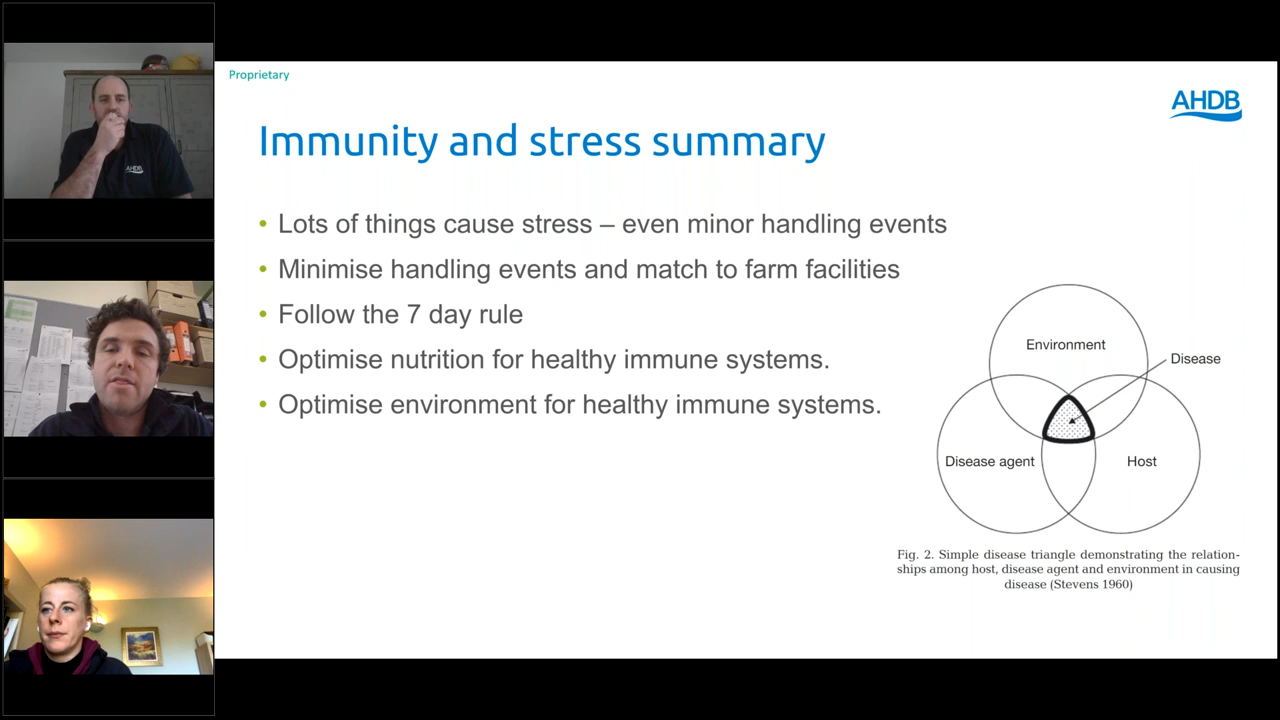 Proprietary
AHDB
Immunity and stress summary
• Lots of things cause stress – even minor handling events
• Minimise handling events and match to farm facilities
• Follow the 7 day rule
• Optimise nutrition for healthy immune systems.
• Optimise environment for healthy immune systems.
Environment
Disease
Disease agent
Host
Fig. 2. Simple disease triangle demonstrating the relation-
ships among host, disease agent and environment in causing
disease (Stevens 1960)
AHDB